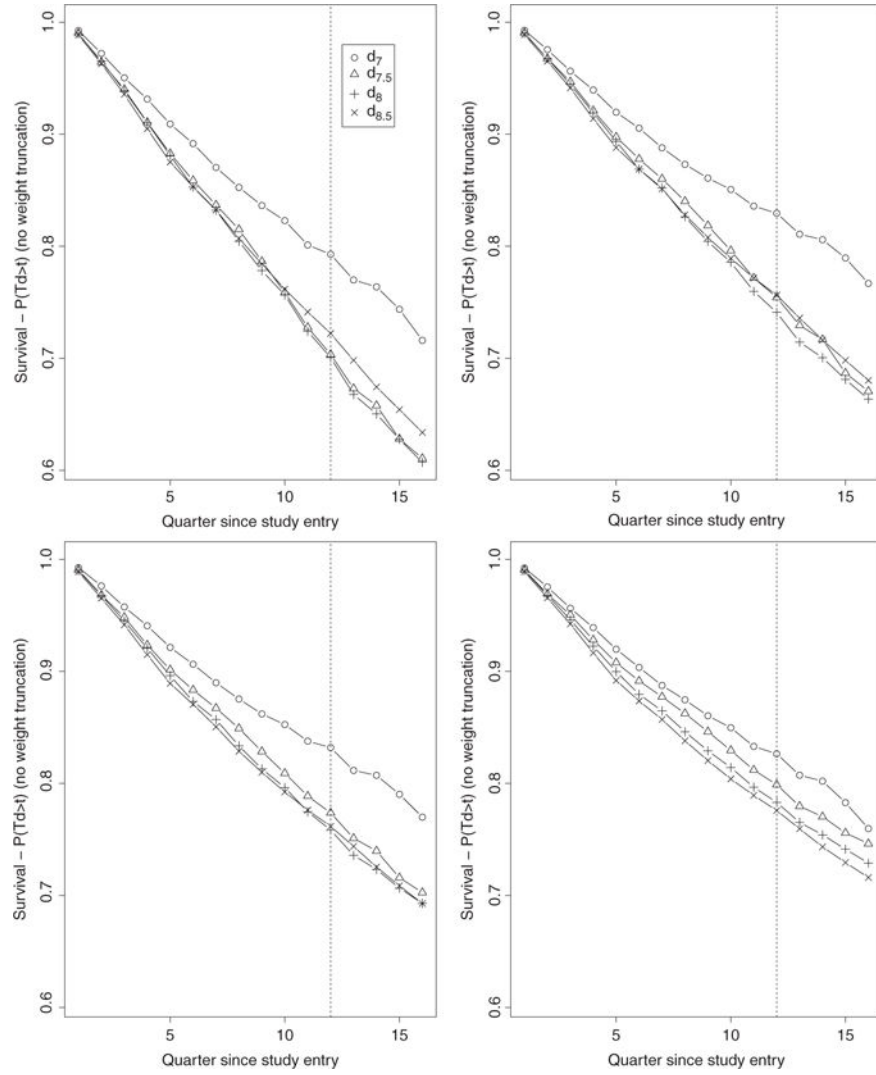 Survival – P(Td>t) (no weight truncation)
1.0
0.9
0.8
0.7
0.6
d7
d7.5
d8
d8.5
5 10 15
Quarter since study entry
Survival – P(Td>t) (no weight truncation)
1.0
0.9
0.8
0.7
0.6
5 10 15
Quarter since study entry
Survival – P(Td>t) (no weight truncation)
1.0
0.9
0.8
0.7
0.6
5 10 15
Quarter since study entry
Survival – P(Td>t) (no weight truncation)
1.0
0.9
0.8
0.7
0.6
5 10 15
Quarter since study entry